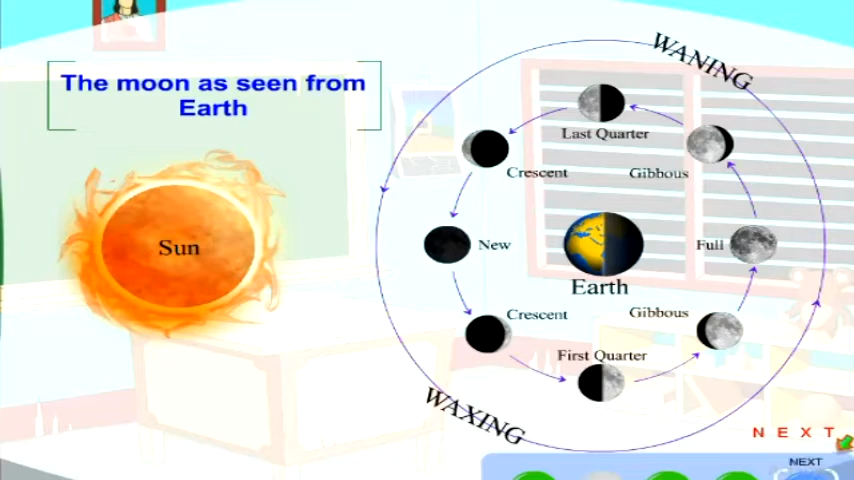 The moon as seen from
Earth
WANING
Last Quarter
Crescent
Gibbous
Sun
New
Full
Earth
Crescent
Gibbous
First Quarter
WAXING
NEXT
NEXT